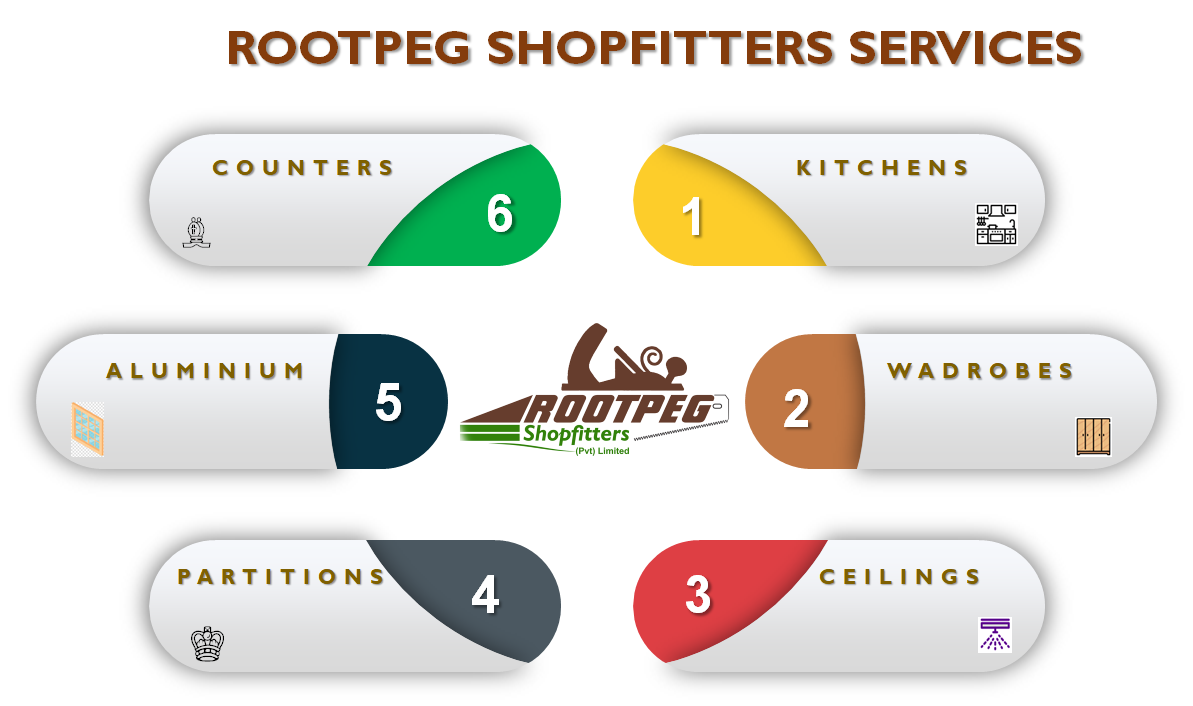 ROOTPEG SHOPFITTERS SERVICES
COUNTERS
6
1
KITCHENS
ALUMINIUM
5
ROOTPEG
Shopfitters
(Pvt) Limited
2
WADROBES
PARTITIONS
4
3
CEILINGS